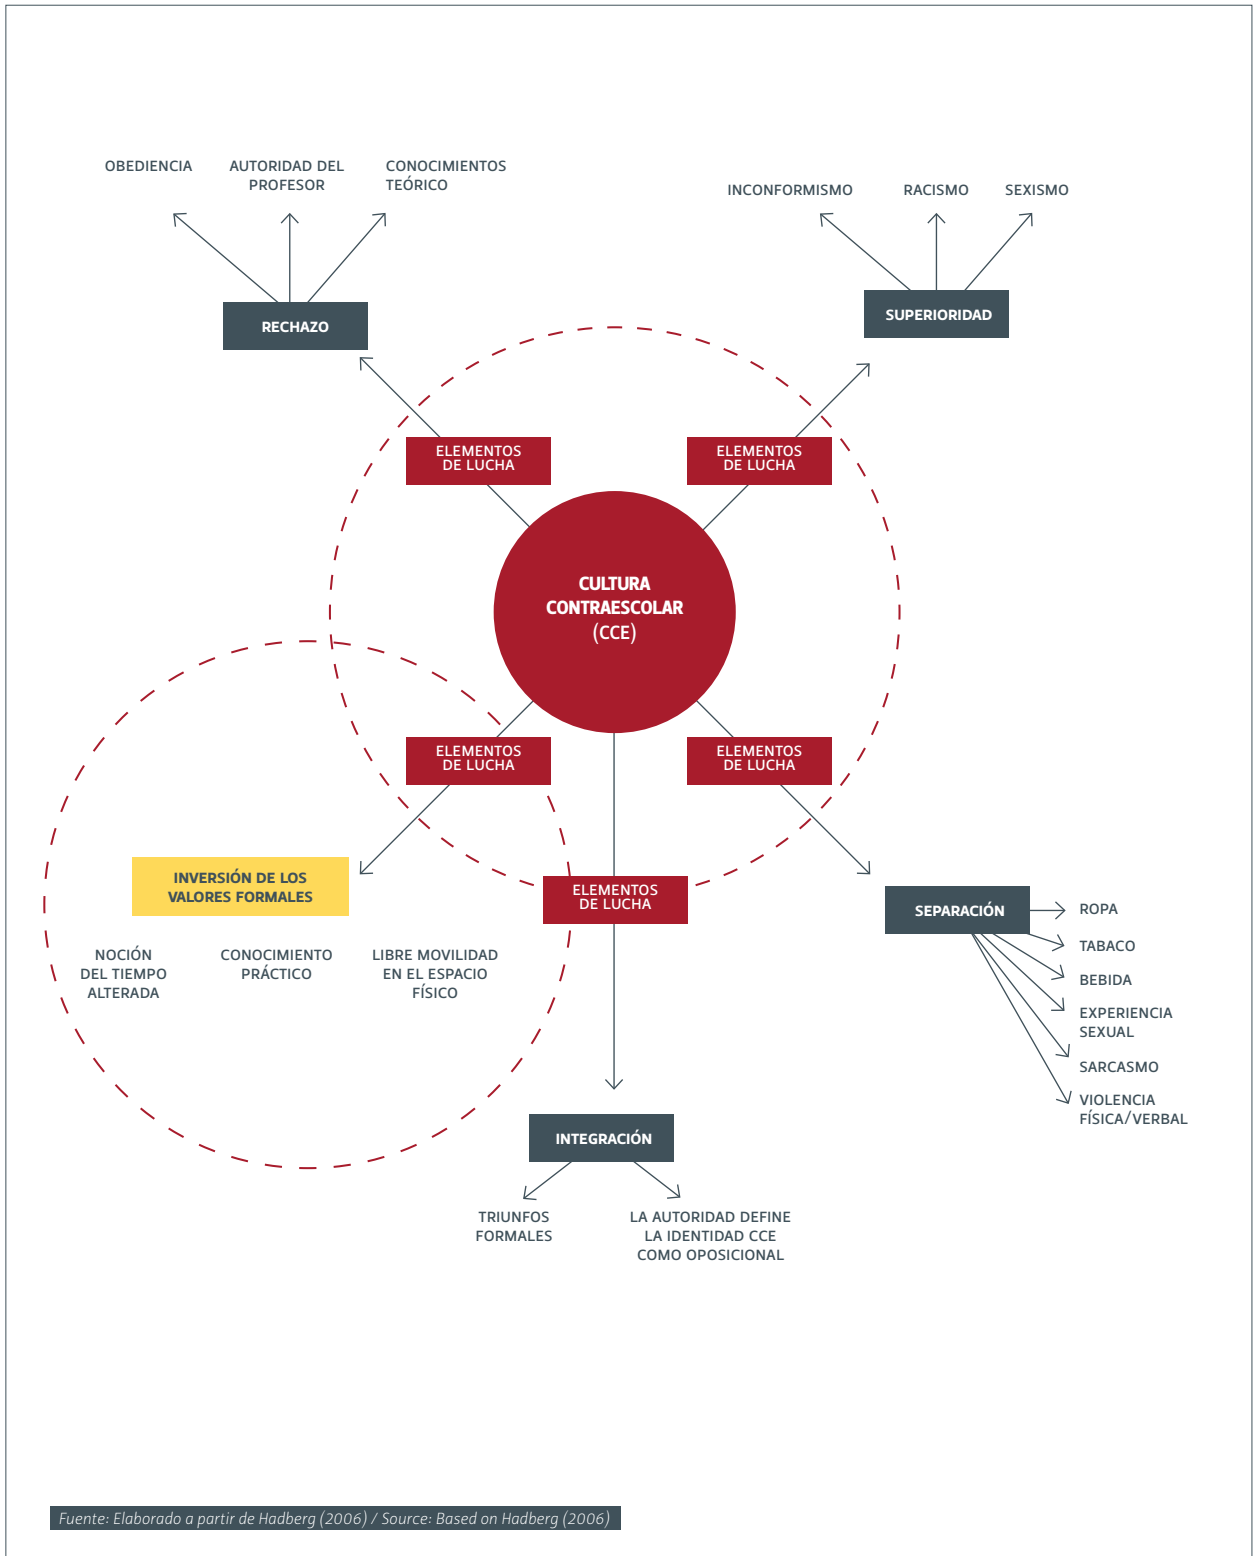 OBEDIENCIA
AUTORIDAD DEL
PROFESOR
CONOCIMIENTOS
TEÓRICO
INCONFORMISMO
RACISMO
SEXISMO
RECHAZO
SUPERIORIDAD
ELEMENTOS
DE LUCHA
ELEMENTOS
DE LUCHA
CULTURA
CONTRAESCOLAR
(CCE)
ELEMENTOS
DE LUCHA
ELEMENTOS
DE LUCHA
INVERSIÓN DE LOS
VALORES FORMALES
NOCIÓN
DEL TIEMPO
ALTERADA
CONOCIMIENTO
PRÁCTICO
LIBRE MOVILIDAD
EN EL ESPACIO
FÍSICO
ELEMENTOS
DE LUCHA
SEPARACIÓN
ROPA
TABACO
BEBIDA
EXPERIENCIA
SEXUAL
SARCASMO
VIOLENCIA
FÍSICA/VERBAL
INTEGRACIÓN
TRIUNFOS
FORMALES
LA AUTORIDAD DEFINE
LA IDENTIDAD CCE
COMO OPOSICIONAL
Fuente: Elaborado a partir de Hadberg (2006) / Source: Based on Hadberg (2006)